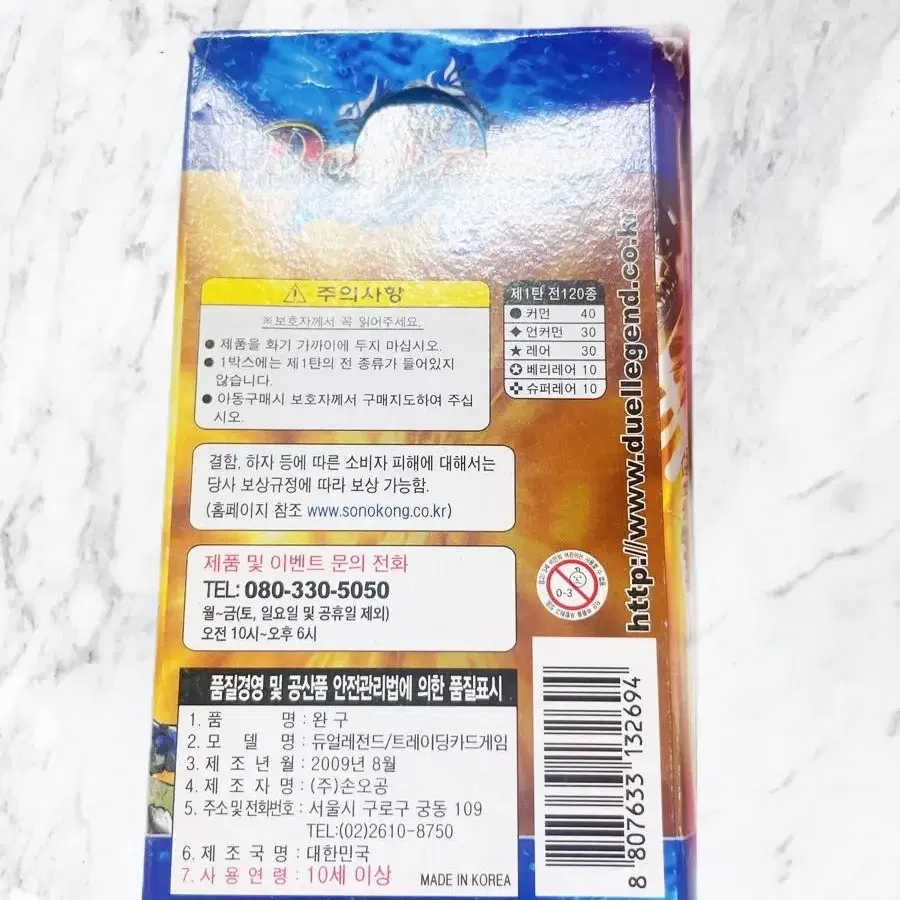 주의사항
※보호자께서 꼭 읽어주세요.
● 제품을 화기 가까이에 두지 마십시오.
● 1박스에는 제1탄의 전 종류가 들어있지
않습니다.
● 아동구매시 보호자께서 구매지도하여 주십
시오.
제1탄 전120종
● 커먼 40
✦ 언커먼 30
★ 레어 30
✪ 베리레어 10
✤ 슈퍼레어 10
http://www.duellegend.co.kr
결함, 하자 등에 따른 소비자 피해에 대해서는
당사 보상규정에 따라 보상 가능함.
(홈페이지 참조 www.sonokong.co.kr)
제품 및 이벤트 문의 전화
TEL: 080-330-5050
월~금(토, 일요일 및 공휴일 제외)
오전 10시~오후 6시
0-3
품질경영 및 공산품 안전관리법에 의한 품질표시
1. 품 명 : 완 구
2. 모 델 명 : 듀얼레전드/트레이딩카드게임
3. 제 조 년 월 : 2009년 8월
4. 제 조 자 명 : (주)손오공
5. 주소 및 전화번호 : 서울시 구로구 궁동 109
TEL:(02)2610-8750
6. 제 조 국 명 : 대한민국
7. 사 용 연 령 : 10세 이상
MADE IN KOREA
8 807633 132694